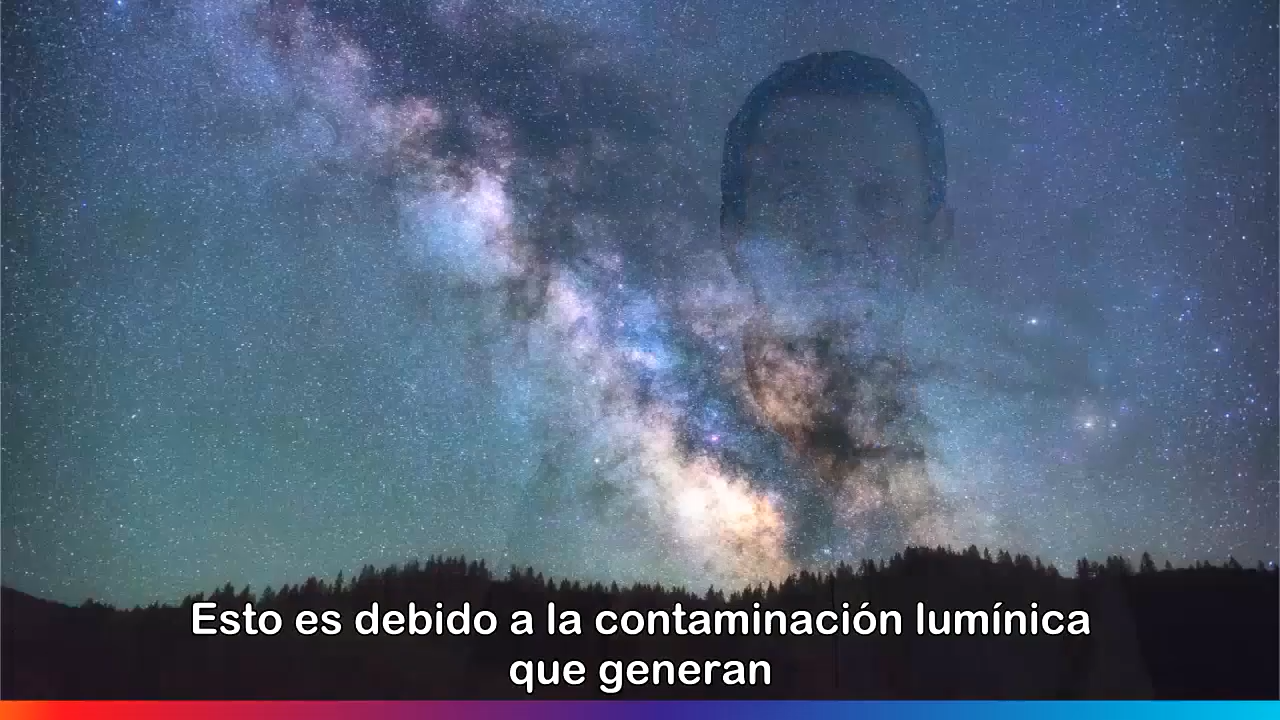 Esto es debido a la contaminación lumínica
que generan